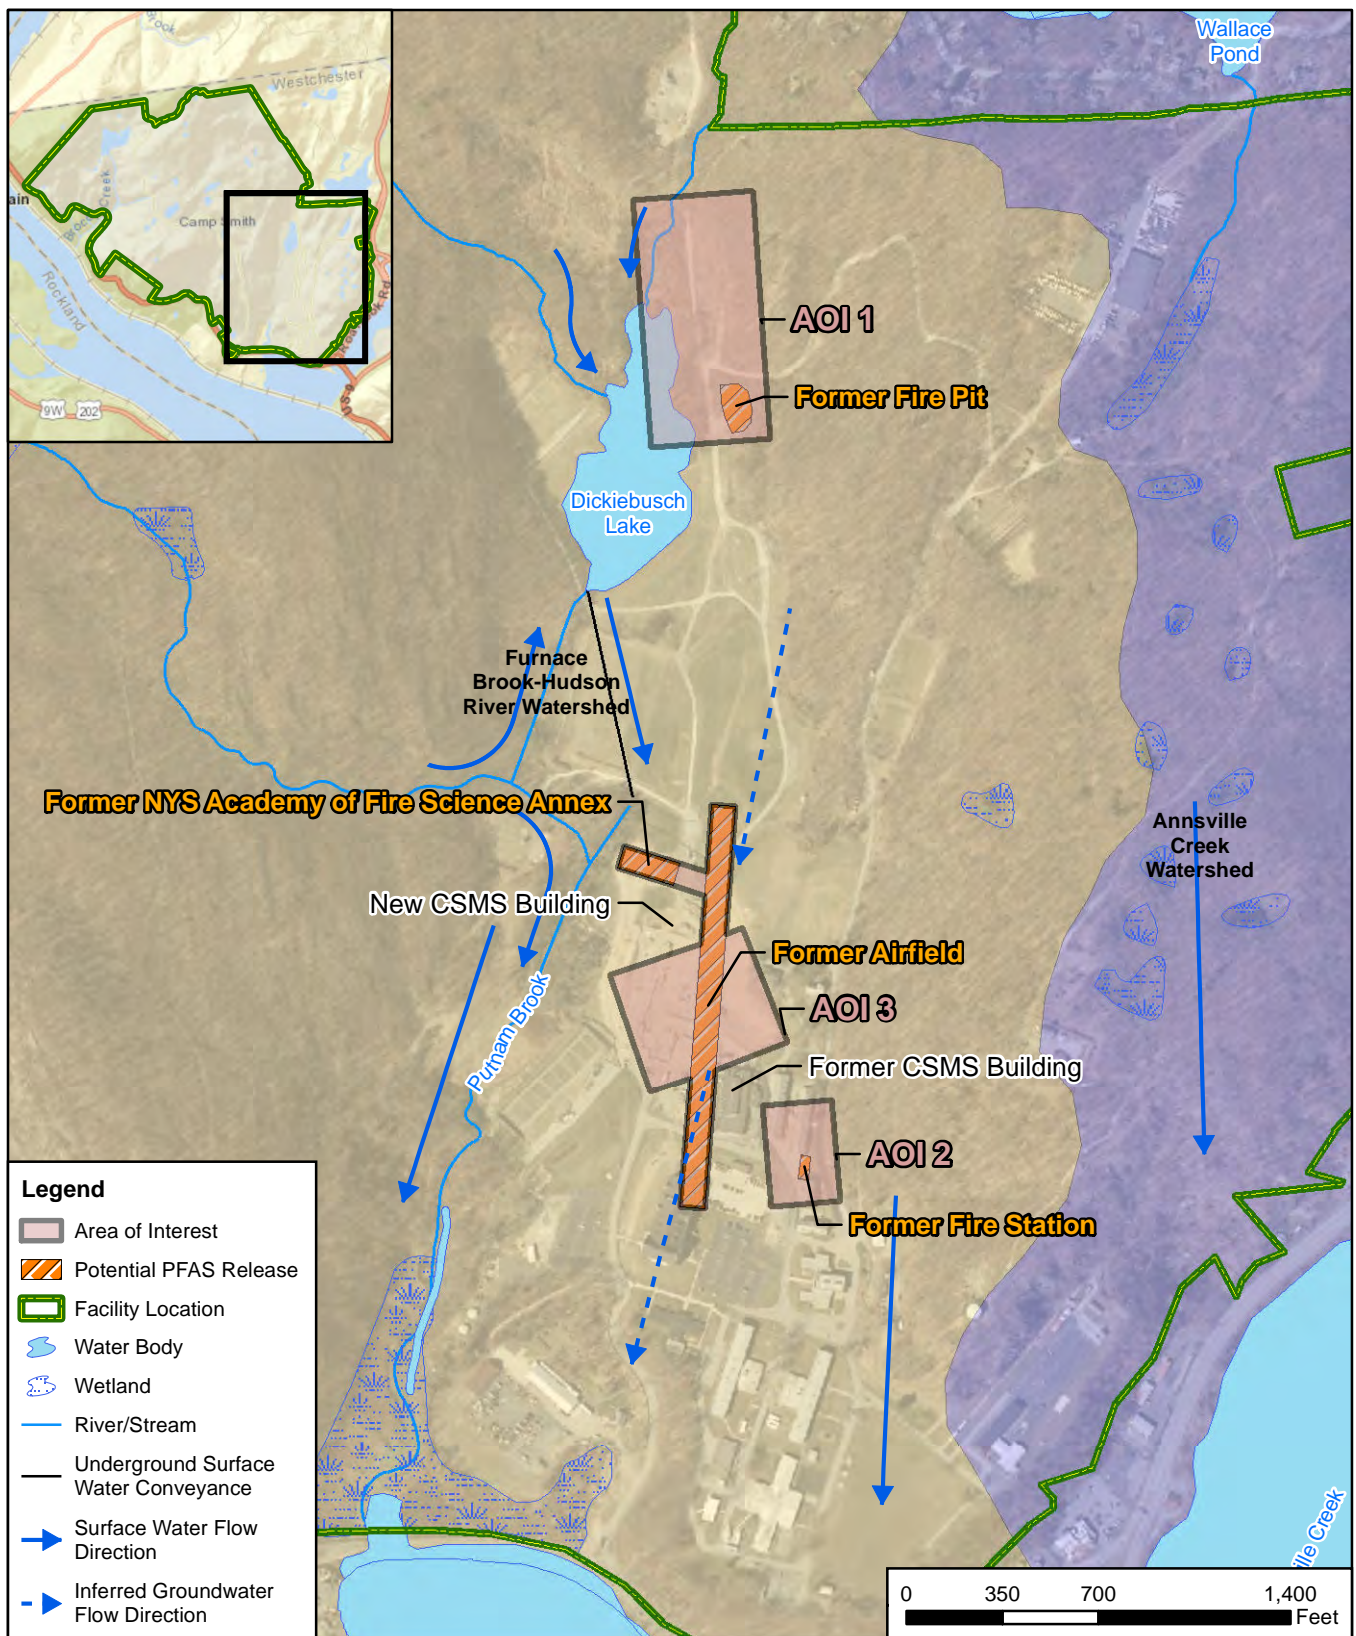 Westchester
Camp Smith
Rockland
9W
202
Wallace
Pond
AOI 1
Former Fire Pit
Dickiebusch
Lake
Furnace
Brook-Hudson
River Watershed
Former NYS Academy of Fire Science Annex
Annsville
Creek
Watershed
New CSMS Building
Former Airfield
AOI 3
Putnam Brook
Former CSMS Building
AOI 2
Former Fire Station
Legend
Area of Interest
Potential PFAS Release
Facility Location
Water Body
Wetland
River/Stream
Underground Surface
Water Conveyance
Surface Water Flow
Direction
Inferred Groundwater
Flow Direction
ille Creek
0 350 700 1,400
Feet